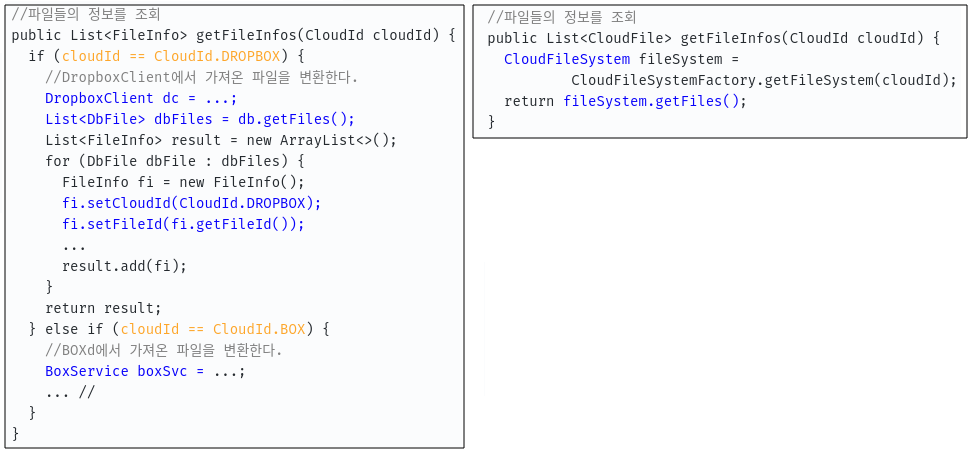 //파일들의 정보를 조회
public List<FileInfo> getFileInfos(CloudId cloudId) {
  if (cloudId == CloudId.DROPBOX) {
    //DropboxClient에서 가져온 파일을 변환한다.
    DropboxClient dc = ...;
    List<DbFile> dbFiles = db.getFiles();
    List<FileInfo> result = new ArrayList<>();
    for (DbFile dbFile : dbFiles) {
      FileInfo fi = new FileInfo();
      fi.setCloudId(CloudId.DROPBOX);
      fi.setFileId(fi.getFileId());
      ...
      result.add(fi);
    }
    return result;
  } else if (cloudId == CloudId.BOX) {
    //BOXd에서 가져온 파일을 변환한다.
    BoxService boxSvc = ...;
    ... //
  }
}
//파일들의 정보를 조회
public List<CloudFile> getFileInfos(CloudId cloudId) {
  CloudFileSystem fileSystem =
          CloudFileSystemFactory.getFileSystem(cloudId);
  return fileSystem.getFiles();
}